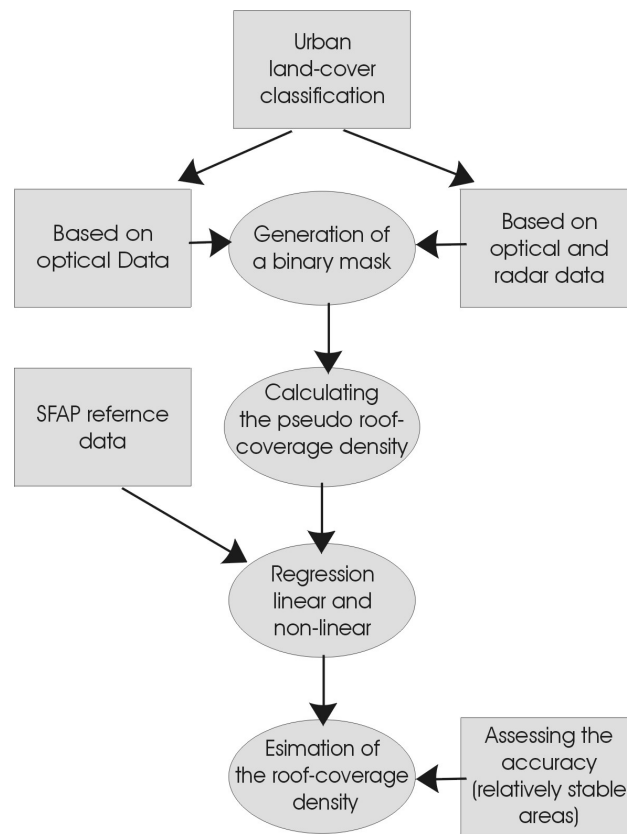 Urban
land-cover
classification
Based on
optical Data
Generation of
a binary mask
Based on
optical and
radar data
SFAP refernce
data
Calculating
the pseudo roof-
coverage density
Regression
linear and
non-linear
Esimation of
the roof-coverage
density
Assessing the
accuracy
(relatively stable
areas)